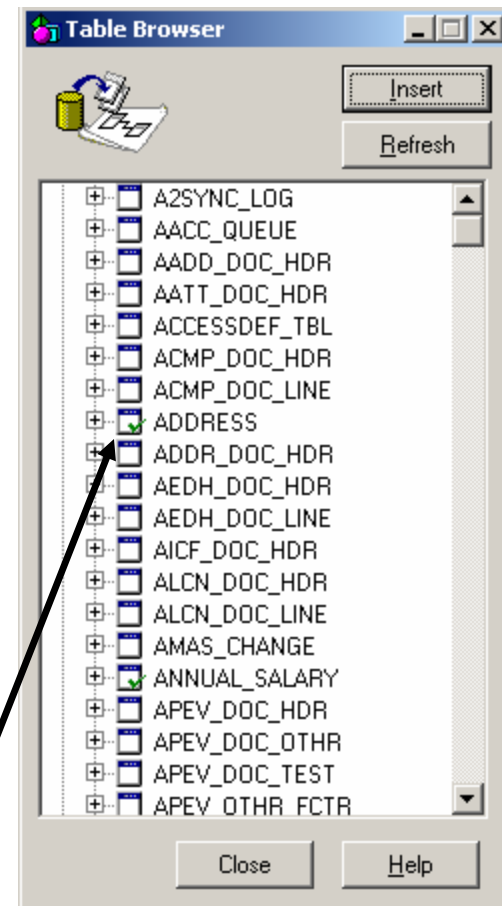 Table Browser
Insert
Refresh
A2SYNC_LOG
AACC_QUEUE
AADD_DOC_HDR
AATT_DOC_HDR
ACCESSDEF_TBL
ACMP_DOC_HDR
ACMP_DOC_LINE
ADDRESS
ADDR_DOC_HDR
AEDH_DOC_HDR
AEDH_DOC_LINE
AICF_DOC_HDR
ALCN_DOC_HDR
ALCN_DOC_LINE
AMAS_CHANGE
ANNUAL_SALARY
APEV_DOC_HDR
APEV_DOC_OTHR
APEV_DOC_TEST
APEV_OTHR_FCTR
Close Help